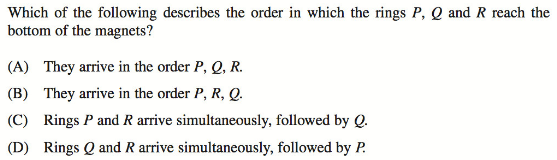 Which of the following describes the order in which the rings P, Q and R reach the
bottom of the magnets?
(A) They arrive in the order P, Q, R.
(B) They arrive in the order P, R, Q.
(C) Rings P and R arrive simultaneously, followed by Q.
(D) Rings Q and R arrive simultaneously, followed by P.